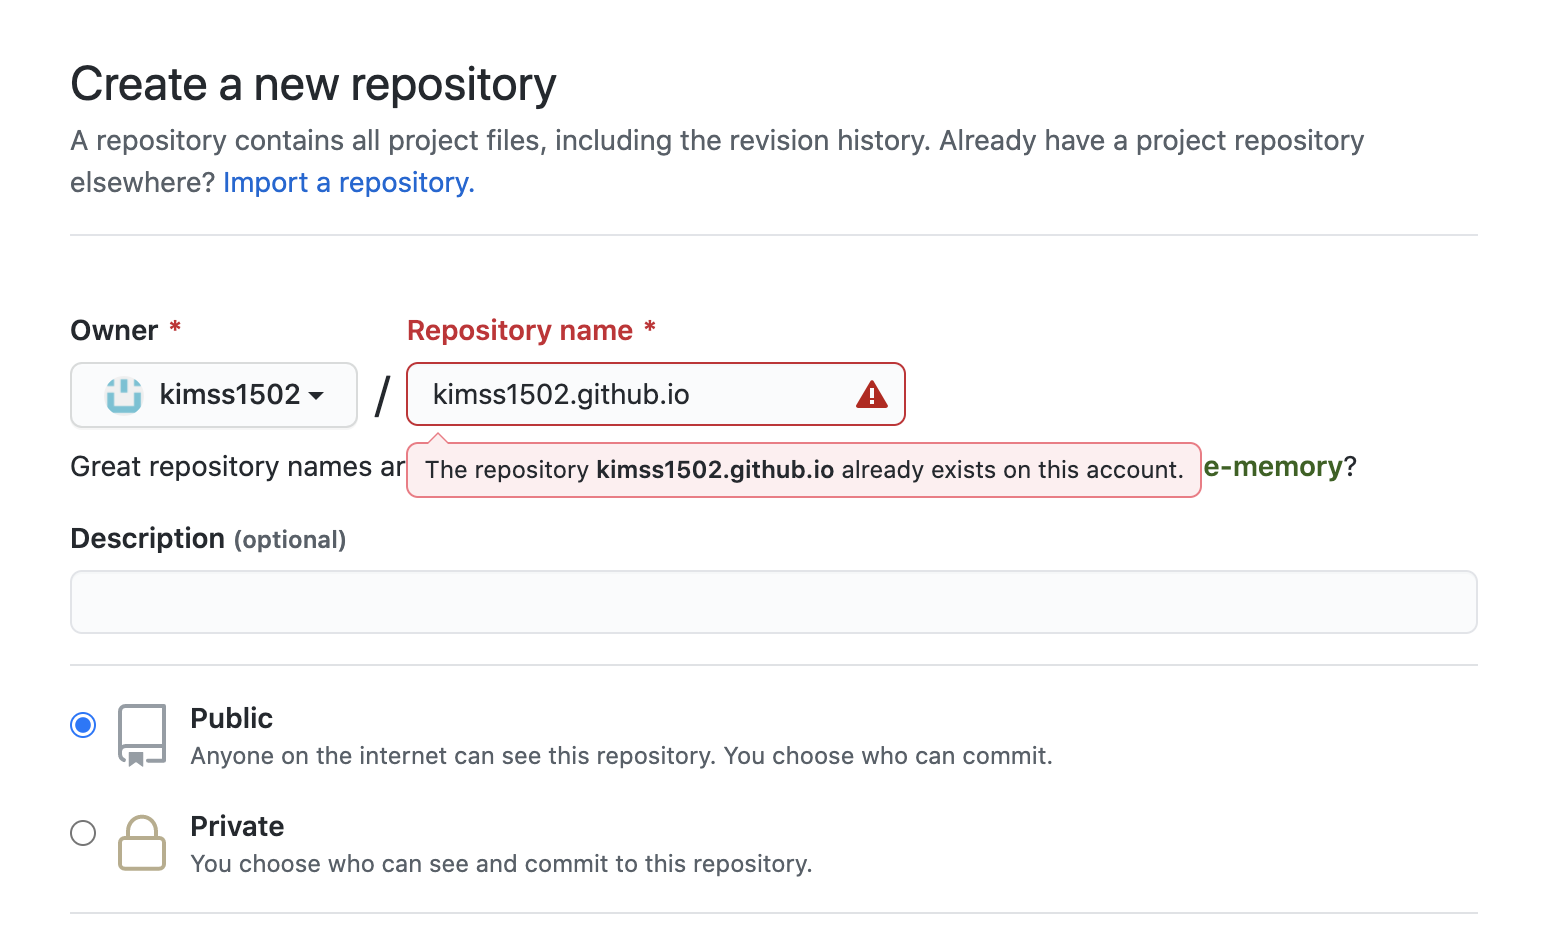 Create a new repository
A repository contains all project files, including the revision history. Already have a project repository
elsewhere? Import a repository.
Owner *
Repository name *
kimss1502
/
kimss1502.github.io
Great repository names ar
The repository kimss1502.github.io already exists on this account.
e-memory?
Description (optional)
Public
Anyone on the internet can see this repository. You choose who can commit.
Private
You choose who can see and commit to this repository.